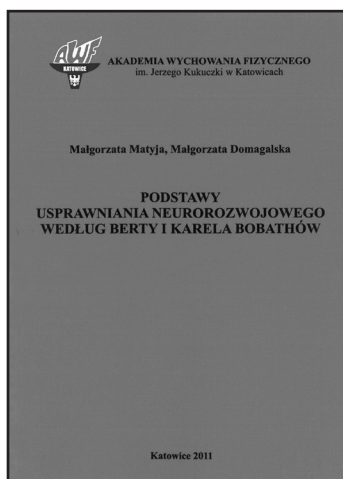 AWF
KATOWICE
AKADEMIA WYCHOWANIA FIZYCZNEGO
im. Jerzego Kukuczki w Katowicach
Małgorzata Matyja, Małgorzata Domagalska
PODSTAWY
USPRAWNIANIA NEUROROZWOJOWEGO
WEDŁUG BERTY I KARELA BOBATHÓW
Katowice 2011